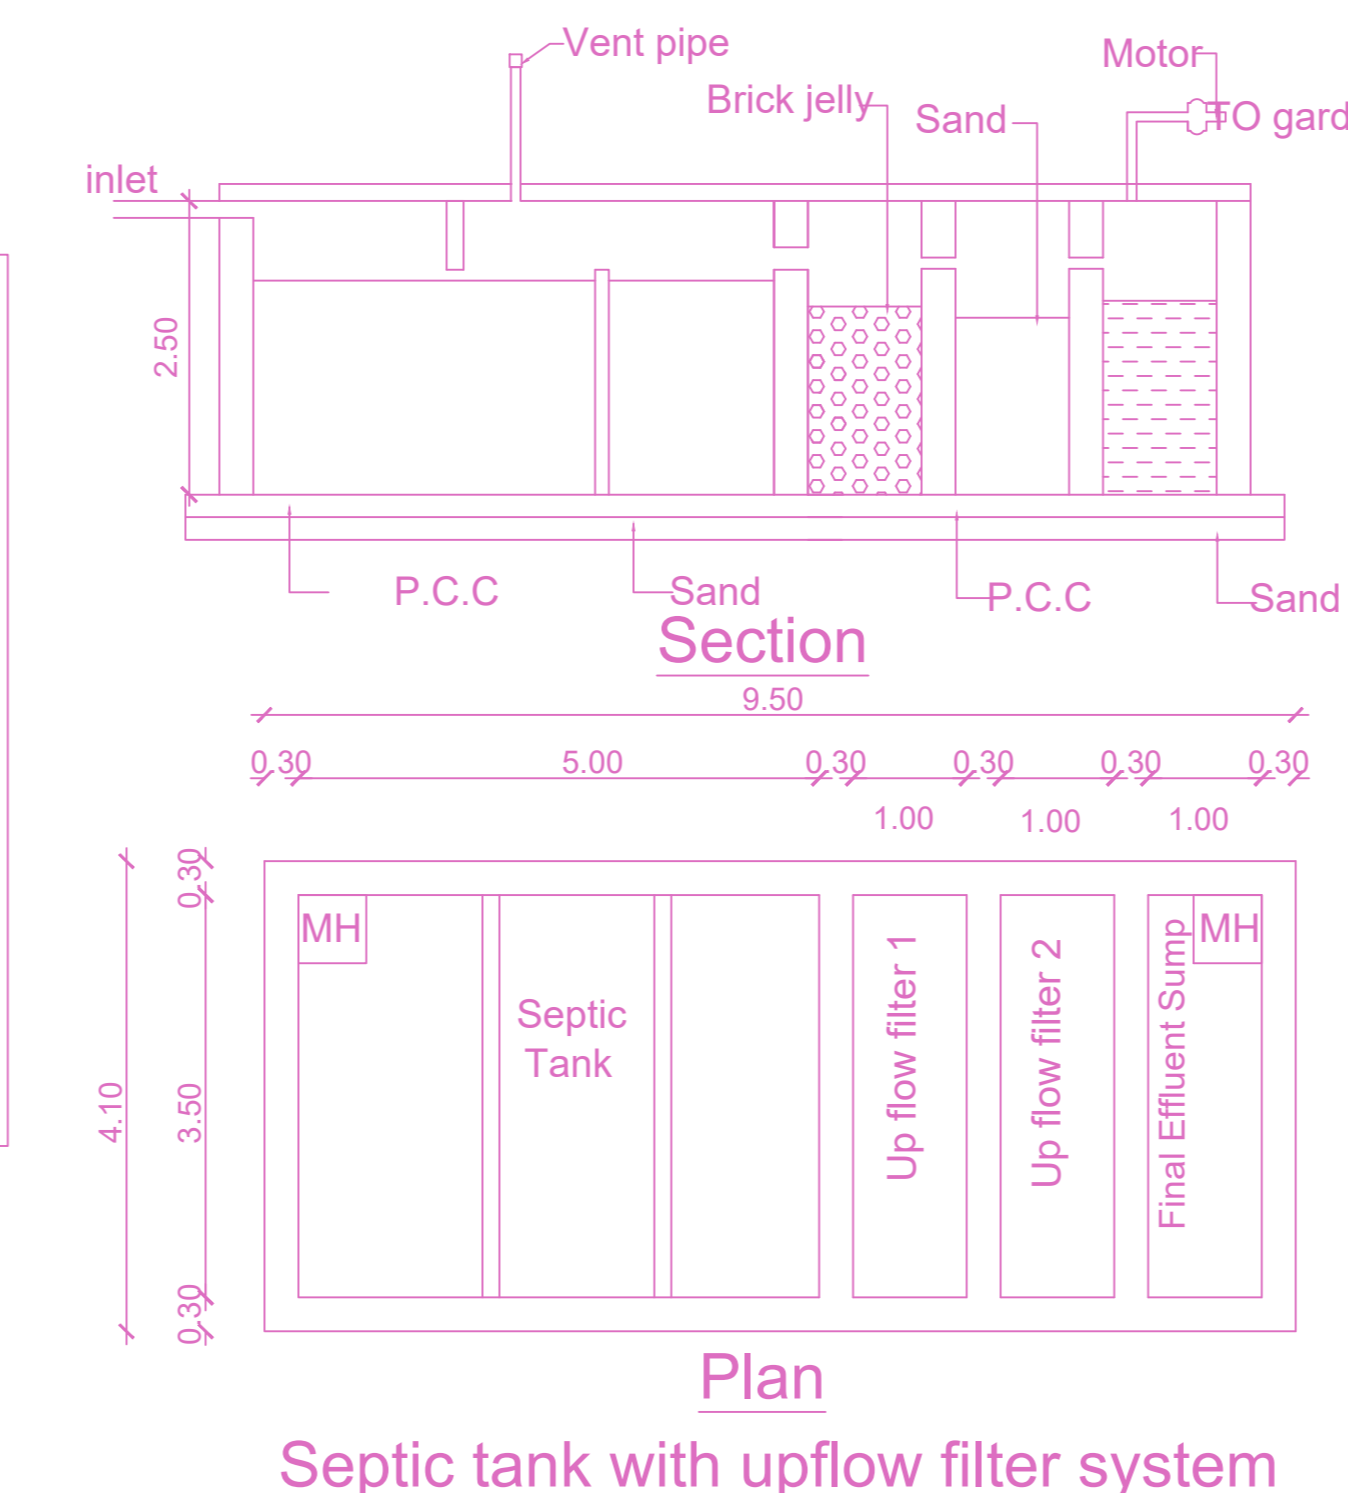 Vent pipe
Motor
Brick jelly
Sand
TO gard
inlet
2.50
P.C.C
Sand
P.C.C
Sand
Section
9.50
0.30
5.00
0.30
0.30
0.30
0.30
1.00
1.00
1.00
0.30
MH
MH
Septic
Tank
Up flow filter 1
Up flow filter 2
Final Effluent Sump
4.10
3.50
0.30
Plan
Septic tank with upflow filter system